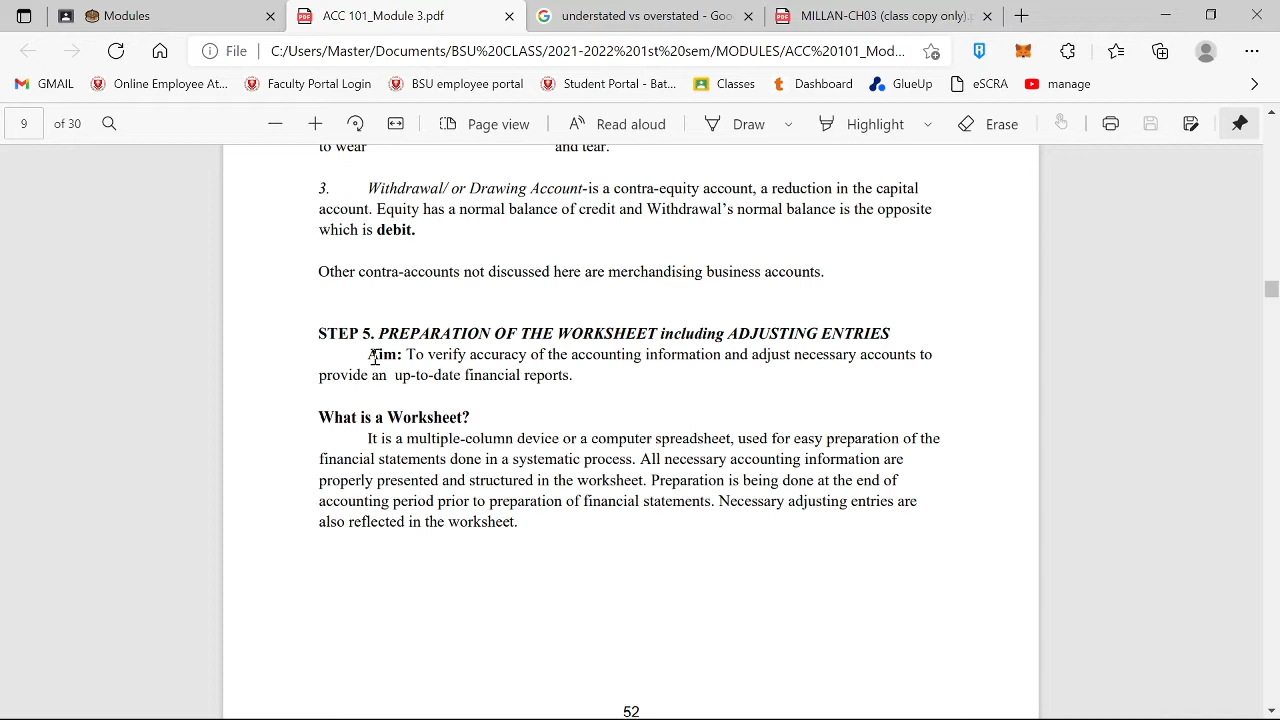 Modules
ACC 101_Module 3.pdf
understated vs overstated - Goo
MILLAN-CH03 (class copy only).p
File
C:/Users/Master/Documents/BSU%20CLASS/2021-2022%201st%20sem/MODULES/ACC%20101_Mod...
GMAIL
Online Employee At...
Faculty Portal Login
BSU employee portal
Student Portal - Bat...
Classes
Dashboard
GlueUp
eSCRA
manage
9 of 30
Page view
Read aloud
Draw
Highlight
Erase
to wear and tear.
3. Withdrawal/ or Drawing Account-is a contra-equity account, a reduction in the capital
account. Equity has a normal balance of credit and Withdrawal's normal balance is the opposite
which is debit.
Other contra-accounts not discussed here are merchandising business accounts.
STEP 5. PREPARATION OF THE WORKSHEET including ADJUSTING ENTRIES
Aim: To verify accuracy of the accounting information and adjust necessary accounts to
provide an up-to-date financial reports.
What is a Worksheet?
It is a multiple-column device or a computer spreadsheet, used for easy preparation of the
financial statements done in a systematic process. All necessary accounting information are
properly presented and structured in the worksheet. Preparation is being done at the end of
accounting period prior to preparation of financial statements. Necessary adjusting entries are
also reflected in the worksheet.
52